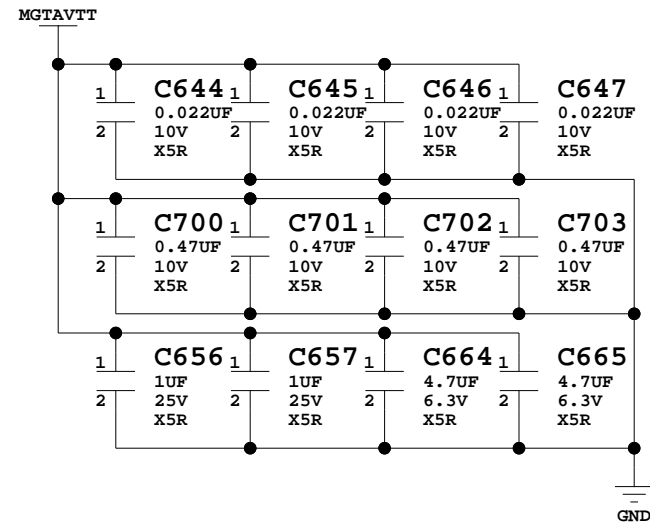 MGTAVTT
1 C644 1 C645 1 C646 1 C647
0.022UF 0.022UF 0.022UF 0.022UF
2 10V 2 10V 2 10V 2 10V
X5R X5R X5R X5R
1 C700 1 C701 1 C702 1 C703
0.47UF 0.47UF 0.47UF 0.47UF
2 10V 2 10V 2 10V 2 10V
X5R X5R X5R X5R
1 C656 1 C657 1 C664 1 C665
1UF 1UF 4.7UF 4.7UF
2 25V 2 25V 2 6.3V 2 6.3V
X5R X5R X5R X5R
GND